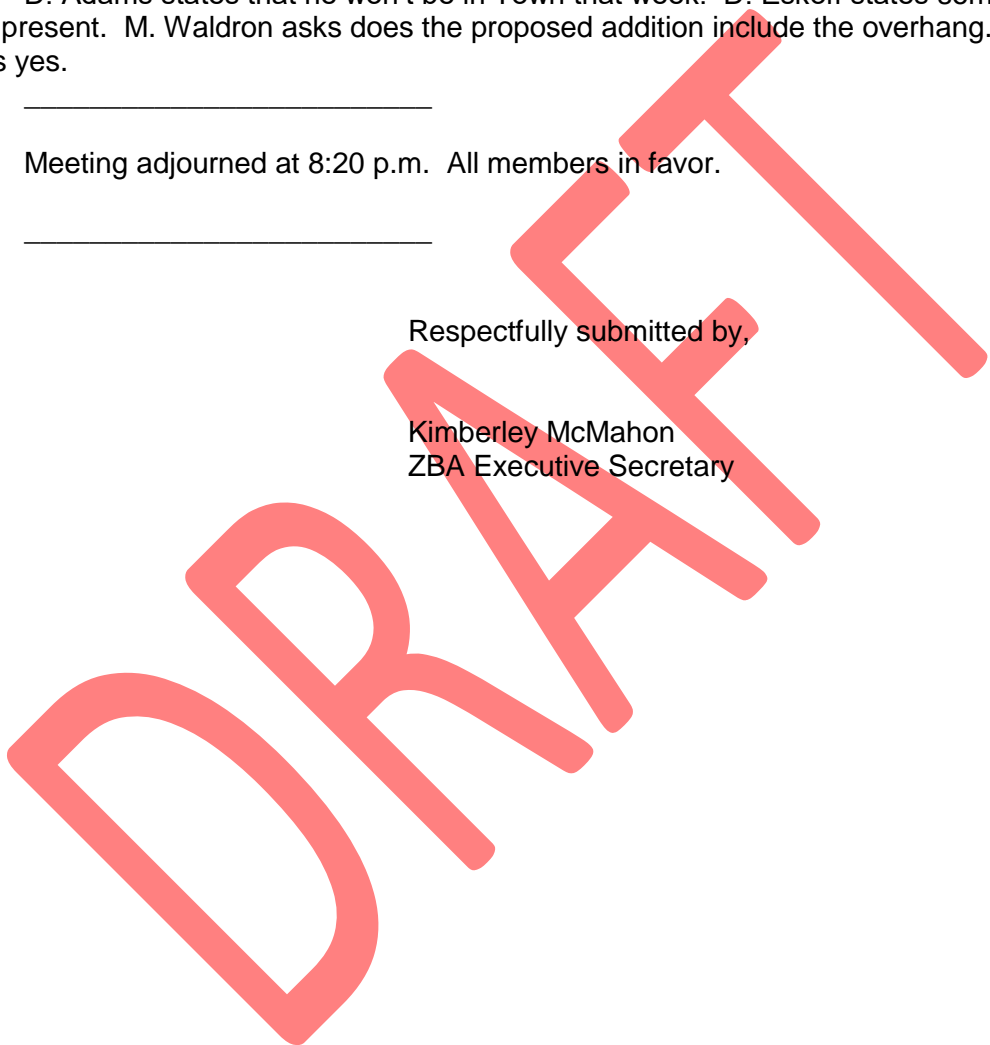 D. Adams states that he won't be in Town that week. D. Eskoff states
present. M. Waldron asks does the proposed addition include the overhang.
yes.
Meeting adjourned at 8:20 p.m. All members in favor.
Respectfully submitted by,
Kimberley McMahon
ZBA Executive Secretary
DRAFT